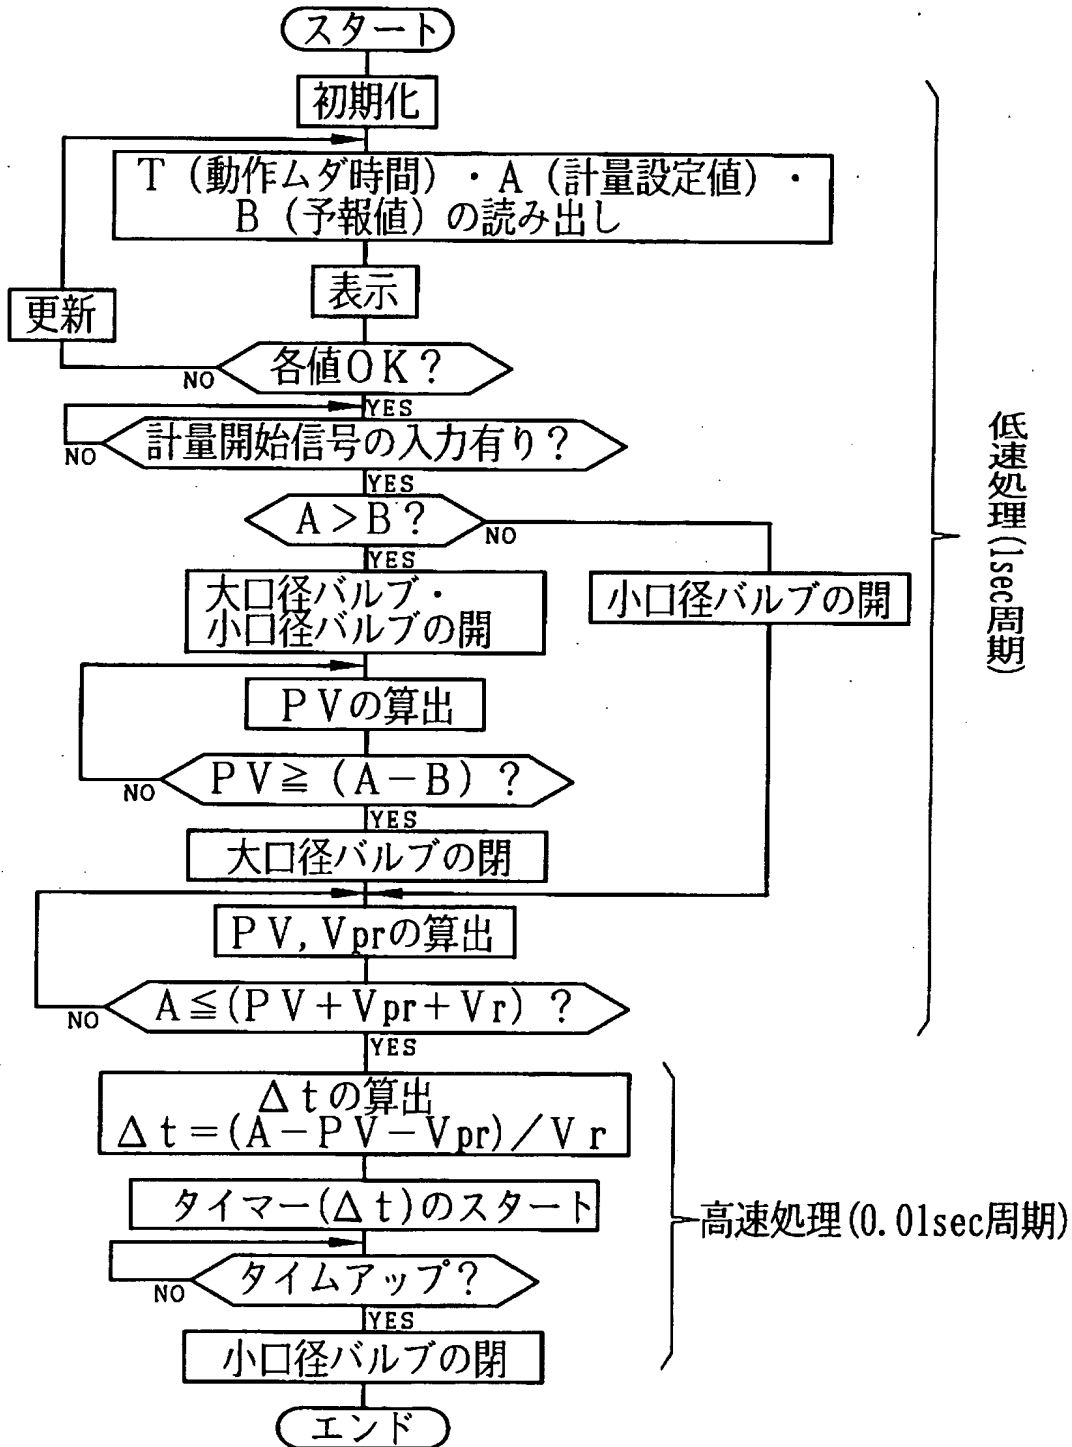 スタート
初期化
T（動作ムダ時間）・A（計量設定値）・
B（予報値）の読み出し
表示
更新
各値OK？
NO
YES
計量開始信号の入力有り？
NO
YES
A＞B？
NO
YES
大口径バルブ・
小口径バルブの開
小口径バルブの開
PVの算出
PV≧（A－B）？
NO
YES
大口径バルブの閉
PV, Vprの算出
A≦(PV＋Vpr＋Vr)？
NO
YES
低速処理(1sec周期)
Δtの算出
Δt＝(A－PV－Vpr)／Vr
タイマー(Δt)のスタート
タイムアップ？
NO
YES
小口径バルブの閉
高速処理(0.01sec周期)
エンド